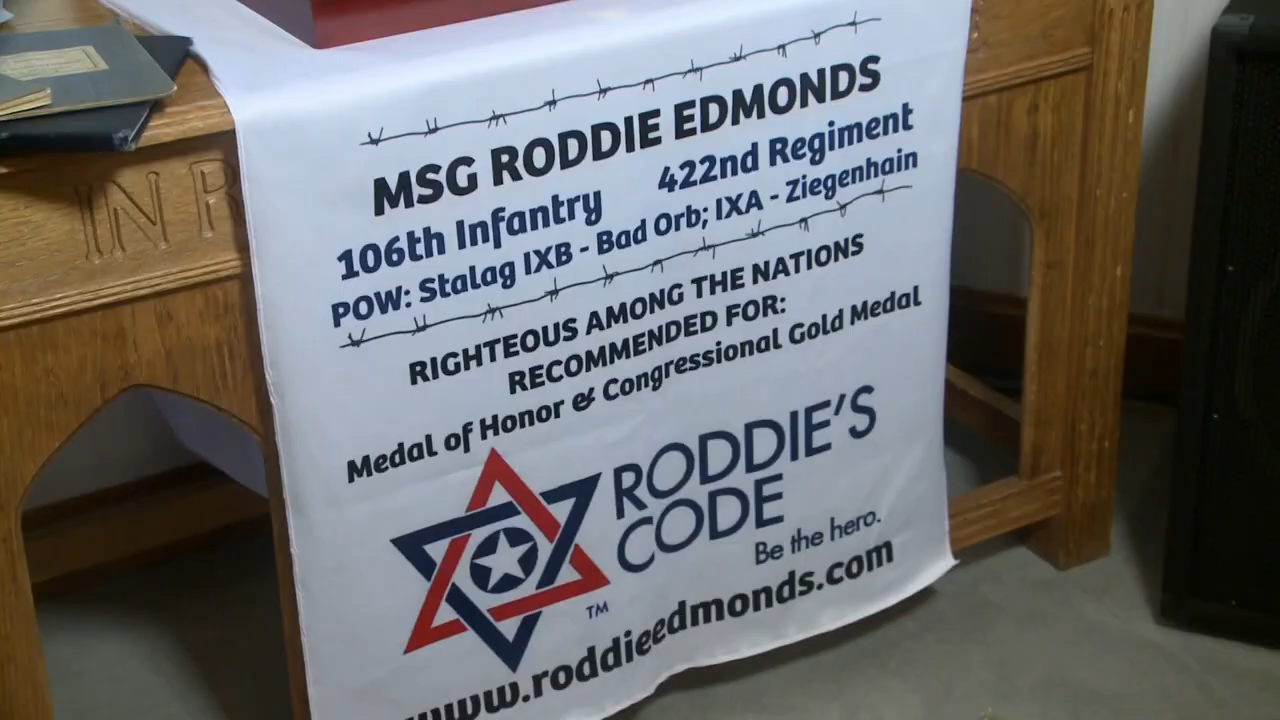 IN R
MSG RODDIE EDMONDS
106th Infantry 422nd Regiment
POW: Stalag IXB - Bad Orb; IXA - Ziegenhain
RIGHTEOUS AMONG THE NATIONS
RECOMMENDED FOR:
Medal of Honor & Congressional Gold Medal
RODDIE'S
CODE
Be the hero.
TM
www.roddieedmonds.com